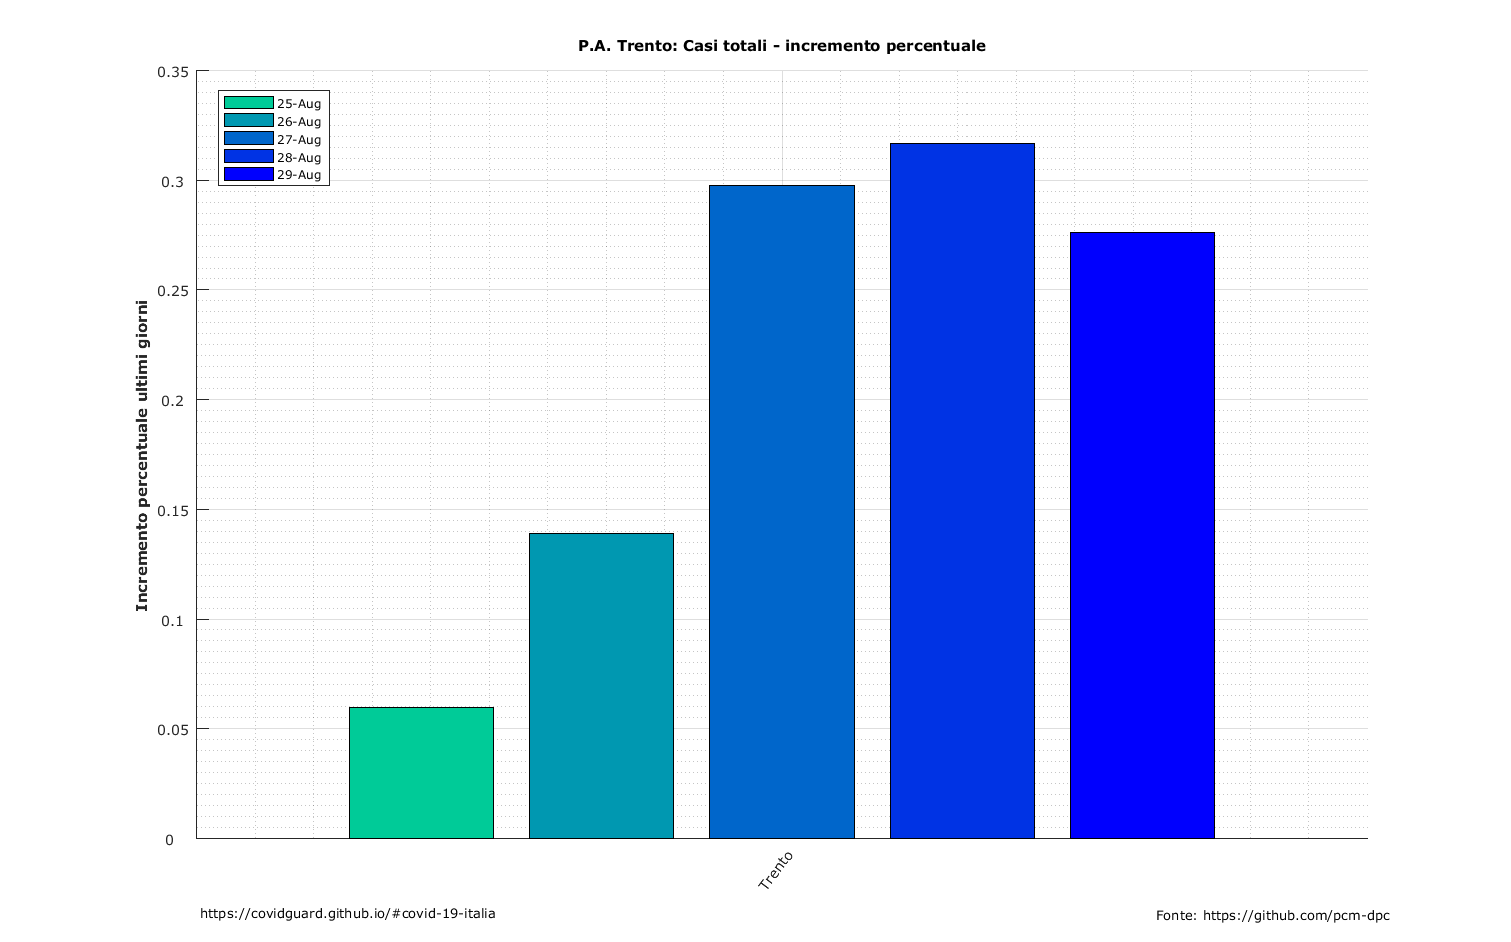 P.A. Trento: Casi totali - incremento percentuale
0.35
0.3
0.25
0.2
0.15
0.1
0.05
0
25-Aug
26-Aug
27-Aug
28-Aug
29-Aug
Incremento percentuale ultimi giorni
Trento
https://covidguard.github.io/#covid-19-italia
Fonte: https://github.com/pcm-dpc